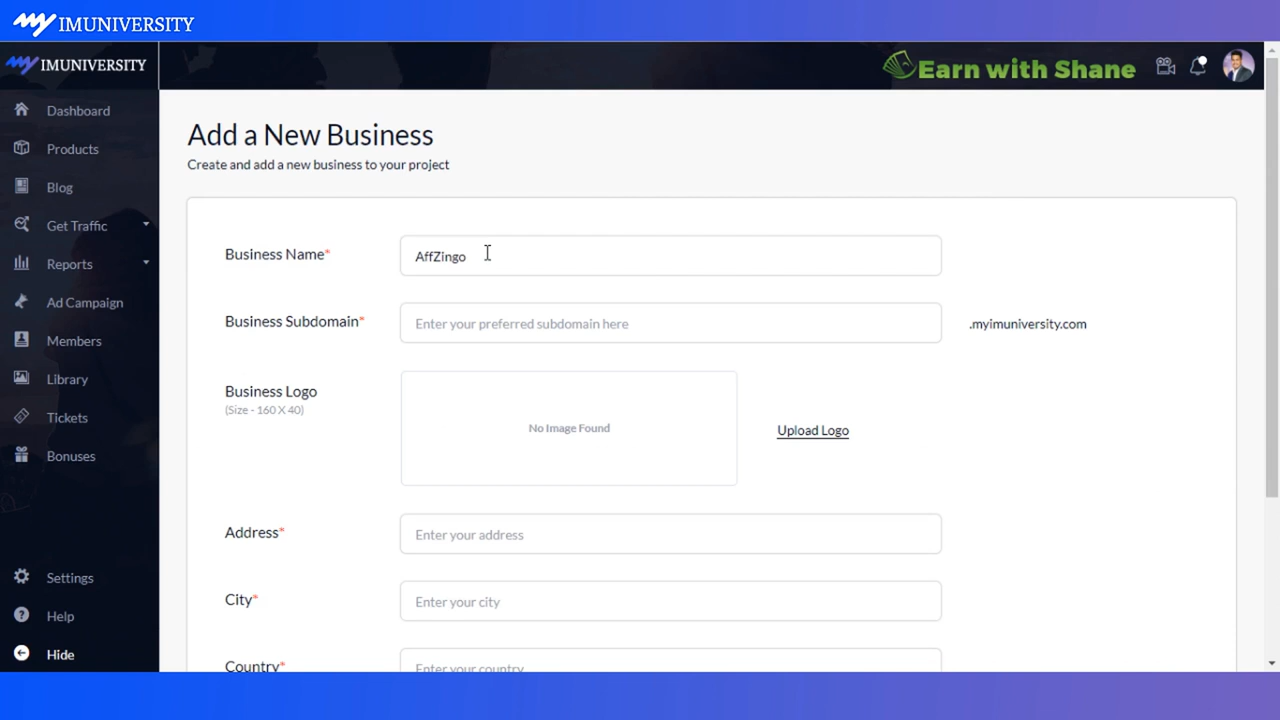 my IMUNIVERSITY
my IMUNIVERSITY
Earn with Shane
Dashboard
Products
Blog
Get Traffic
Reports
Ad Campaign
Members
Library
Tickets
Bonuses
Settings
Help
Hide
Add a New Business
Create and add a new business to your project
Business Name* AffZingo
Business Subdomain* Enter your preferred subdomain here .myimuniversity.com
Business Logo
(Size - 160 X 40)
No Image Found
Upload Logo
Address* Enter your address
City* Enter your city
Country* Enter your country